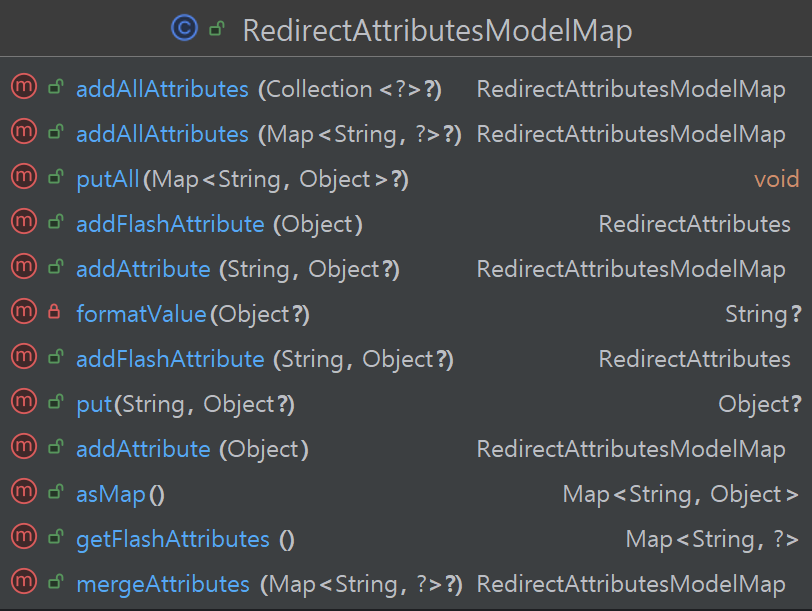 C RedirectAttributesModelMap
m addAllAttributes (Collection <?>?) RedirectAttributesModelMap
m addAllAttributes (Map<String, ?>?) RedirectAttributesModelMap
m putAll(Map<String, Object>?) void
m addFlashAttribute (Object) RedirectAttributes
m addAttribute (String, Object?) RedirectAttributesModelMap
m formatValue(Object?) String?
m addFlashAttribute (String, Object?) RedirectAttributes
m put(String, Object?) Object?
m addAttribute (Object) RedirectAttributesModelMap
m asMap() Map<String, Object>
m getFlashAttributes () Map<String, ?>
m mergeAttributes (Map<String, ?>?) RedirectAttributesModelMap